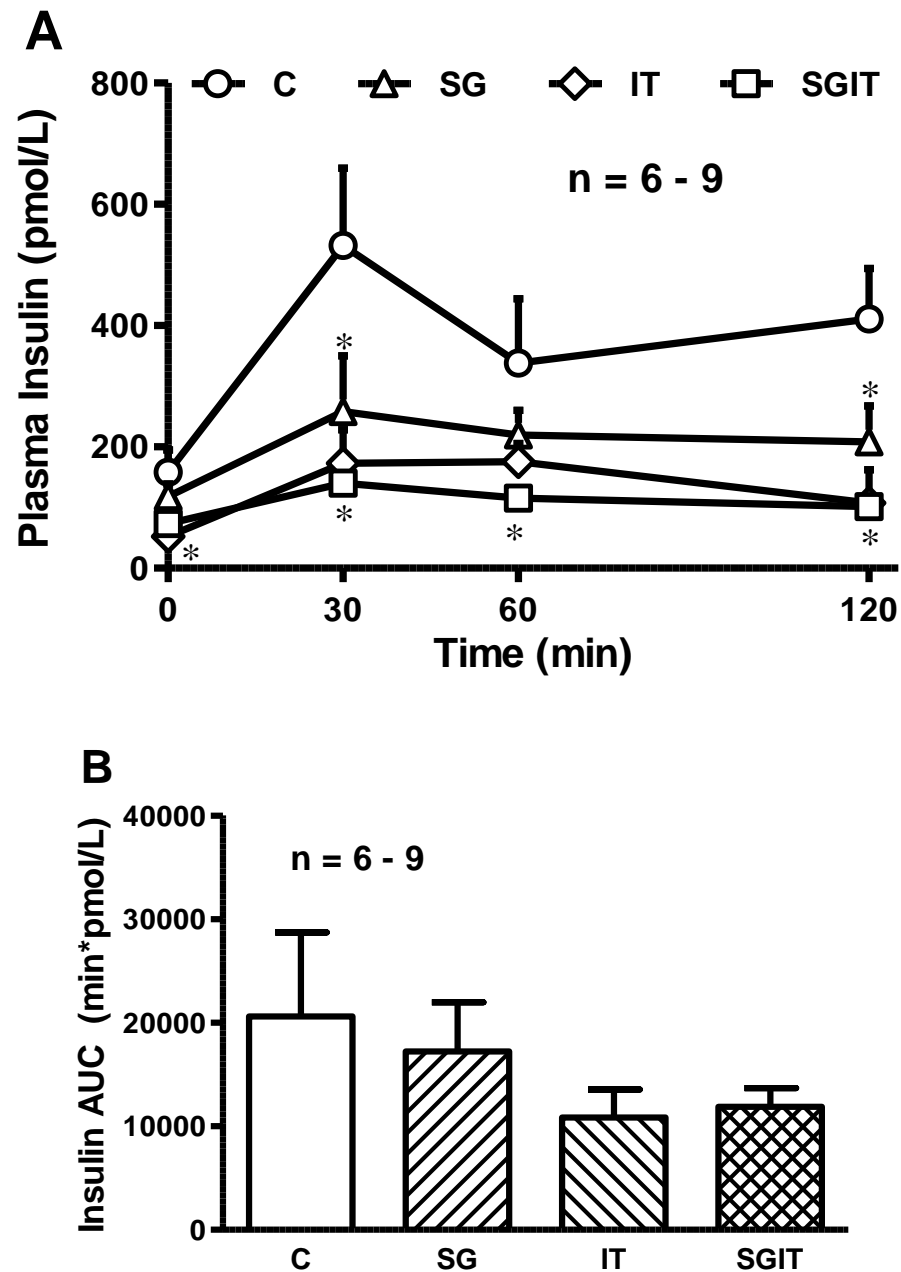 A
C SG IT SGIT
n = 6 - 9
Plasma Insulin (pmol/L)
800
600
400
200
0
*
*
*
*
*
*
0 30 60 120
Time (min)
B
n = 6 - 9
Insulin AUC (min*pmol/L)
40000
30000
20000
10000
0
C SG IT SGIT